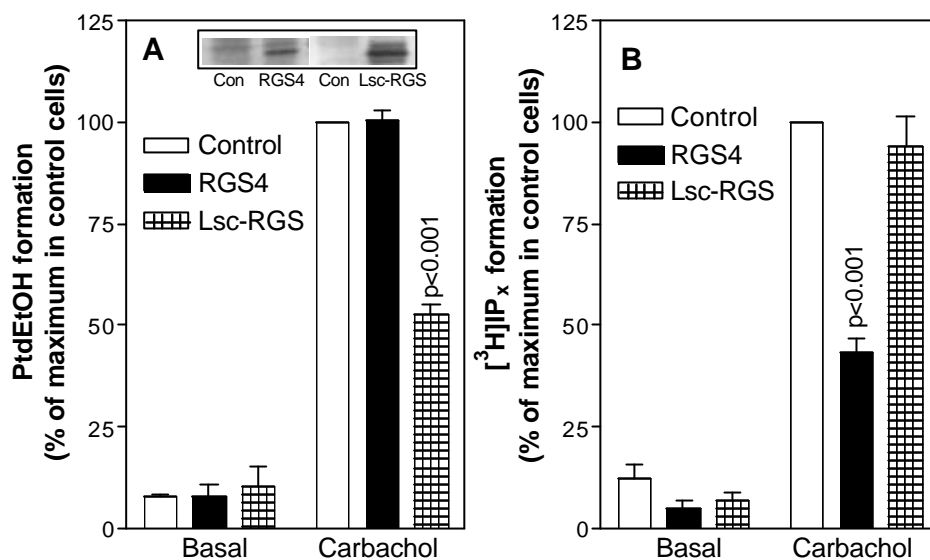 A
Con RGS4 Con Lsc-RGS
Control
RGS4
Lsc-RGS
p<0.001
125
100
75
50
25
0
PtdEtOH formation
(% of maximum in control cells)
Basal Carbachol
B
Control
RGS4
Lsc-RGS
p<0.001
125
100
75
50
25
0
[³H]IPₓ formation
(% of maximum in control cells)
Basal Carbachol